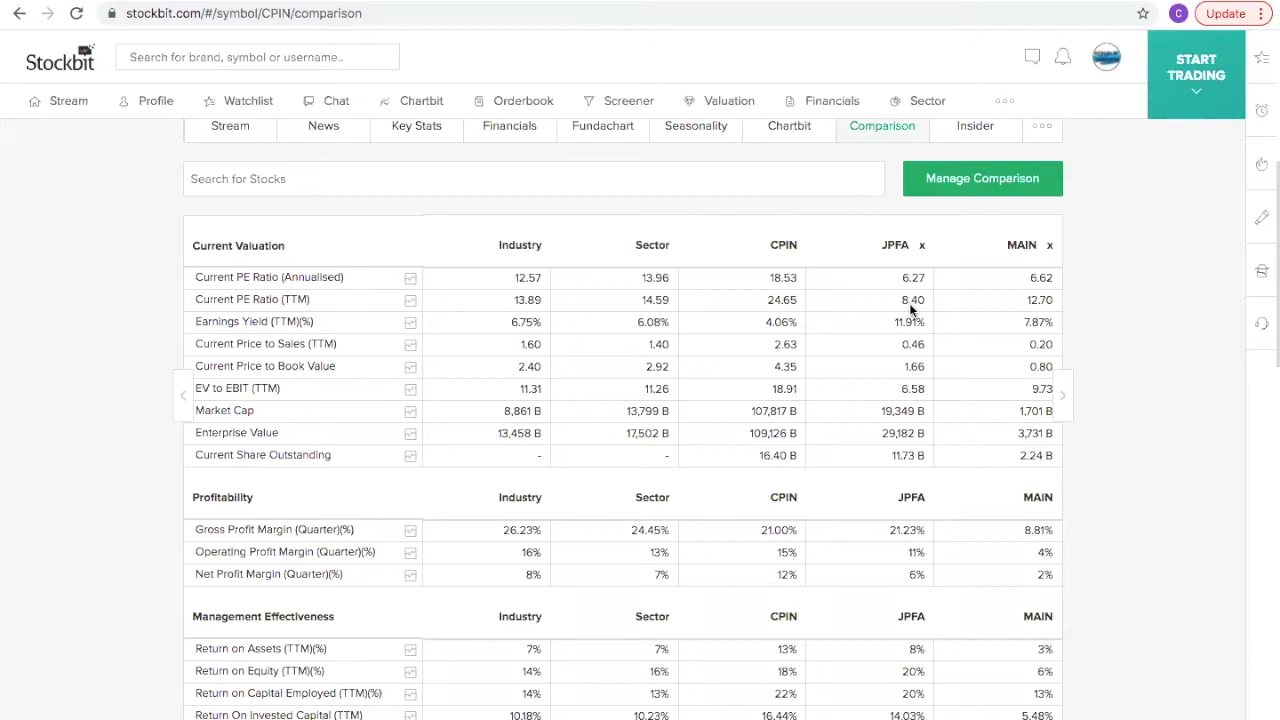 stockbit.com/#/symbol/CPIN/comparison
C
Update
Stockbit
Search for brand, symbol or username..
START TRADING
Stream Profile Watchlist Chat Chartbit Orderbook Screener Valuation Financials Sector
Stream News Key Stats Financials Fundachart Seasonality Chartbit Comparison Insider
Search for Stocks
Manage Comparison
Current Valuation Industry Sector CPIN JPFA x MAIN x
Current PE Ratio (Annualised) 12.57 13.96 18.53 6.27 6.62
Current PE Ratio (TTM) 13.89 14.59 24.65 8.40 12.70
Earnings Yield (TTM)(%) 6.75% 6.08% 4.06% 11.91% 7.87%
Current Price to Sales (TTM) 1.60 1.40 2.63 0.46 0.20
Current Price to Book Value 2.40 2.92 4.35 1.66 0.80
EV to EBIT (TTM) 11.31 11.26 18.91 6.58 9.73
Market Cap 8,861 B 13,799 B 107,817 B 19,349 B 1,701 B
Enterprise Value 13,458 B 17,502 B 109,126 B 29,182 B 3,731 B
Current Share Outstanding - - 16.40 B 11.73 B 2.24 B
Profitability Industry Sector CPIN JPFA MAIN
Gross Profit Margin (Quarter)(%) 26.23% 24.45% 21.00% 21.23% 8.81%
Operating Profit Margin (Quarter)(%) 16% 13% 15% 11% 4%
Net Profit Margin (Quarter)(%) 8% 7% 12% 6% 2%
Management Effectiveness Industry Sector CPIN JPFA MAIN
Return on Assets (TTM)(%) 7% 7% 13% 8% 3%
Return on Equity (TTM)(%) 14% 16% 18% 20% 6%
Return on Capital Employed (TTM)(%) 14% 13% 22% 20% 13%
Return On Invested Capital (TTM) 10.18% 10.23% 16.44% 14.03% 5.48%